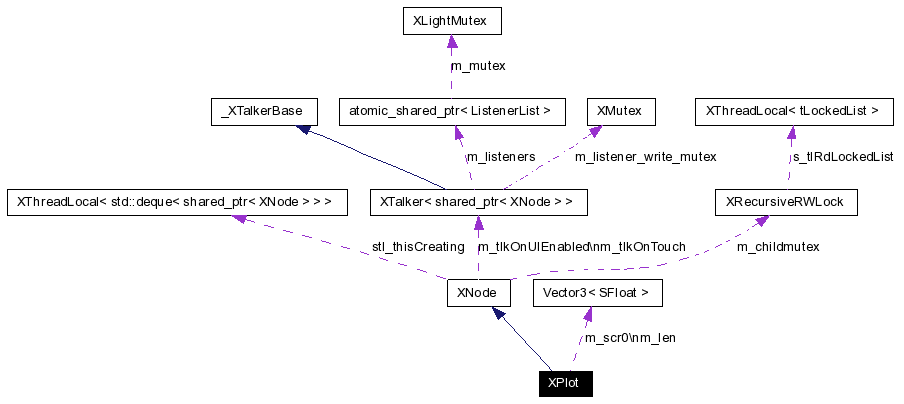 XLightMutex
m_mutex
_XTalkerBase
atomic_shared_ptr< ListenerList >
XMutex
XThreadLocal< tLockedList >
m_listeners
m_listener_write_mutex
s_tlRdLockedList
XThreadLocal< std::deque< shared_ptr< XNode > > >
XTalker< shared_ptr< XNode > >
XRecursiveRWLock
stl_thisCreating
m_tlkOnUIEnabled\nm_tlkOnTouch
m_childmutex
XNode
Vector3< SFloat >
m_scr0\nm_len
XPlot